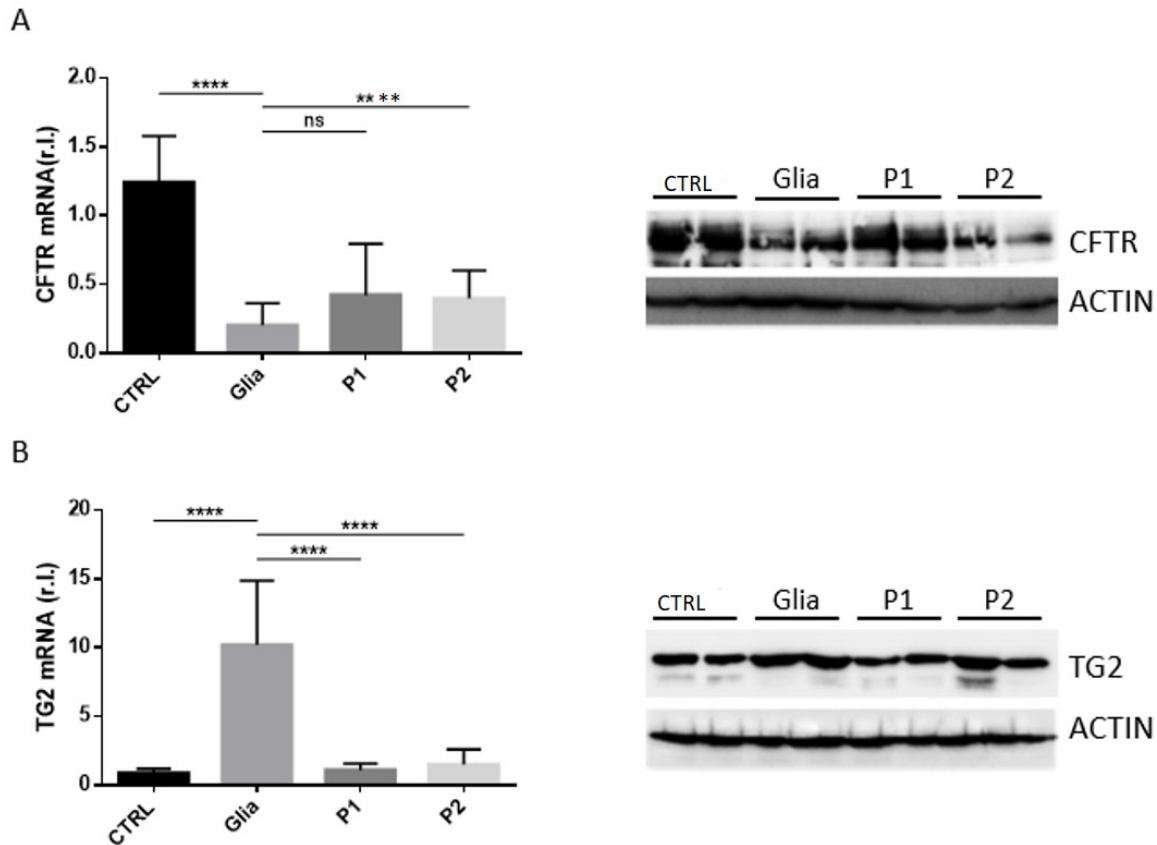 A
2.0
1.5
1.0
0.5
0.0
CFTR mRNA(r.l.)
****
** **
ns
CTRL
Glia
P1
P2
CTRL Glia P1 P2
CFTR
ACTIN
B
20
15
10
5
0
TG2 mRNA (r.l.)
****
****
****
CTRL
Glia
P1
P2
CTRL Glia P1 P2
TG2
ACTIN